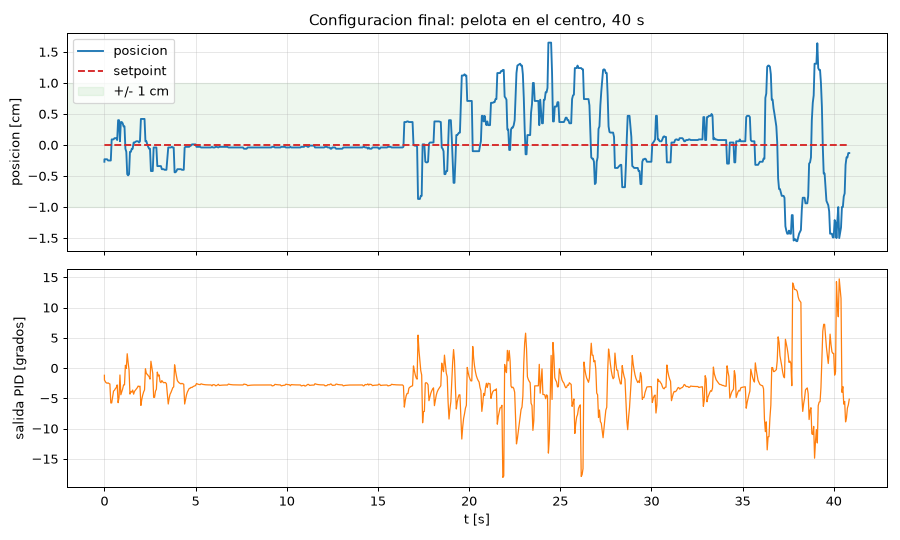 Configuracion final: pelota en el centro, 40 s
posicion [cm]
1.5
1.0
0.5
0.0
−0.5
−1.0
−1.5
posicion
setpoint
+/- 1 cm
salida PID [grados]
15
10
5
0
−5
−10
−15
0 5 10 15 20 25 30 35 40
t [s]